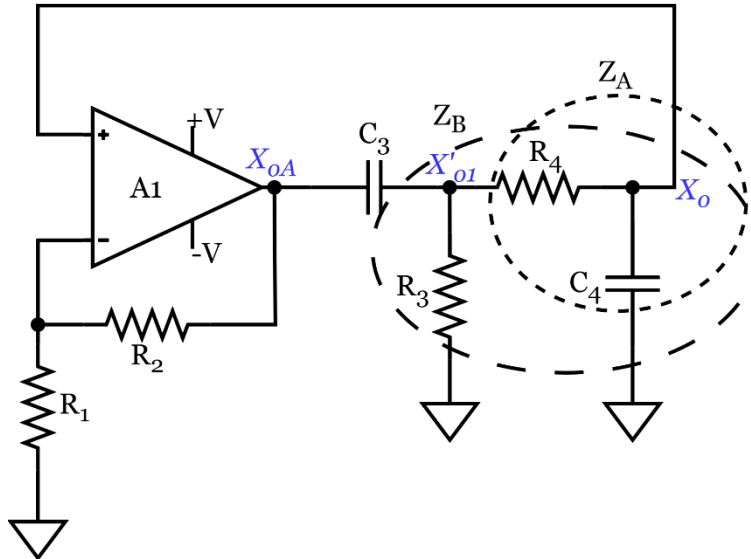 Z_A
Z_B
+V
C_3
R_4
X_oA
X'_o1
+
A1
X_o
−
-V
C_4
R_3
R_2
R_1